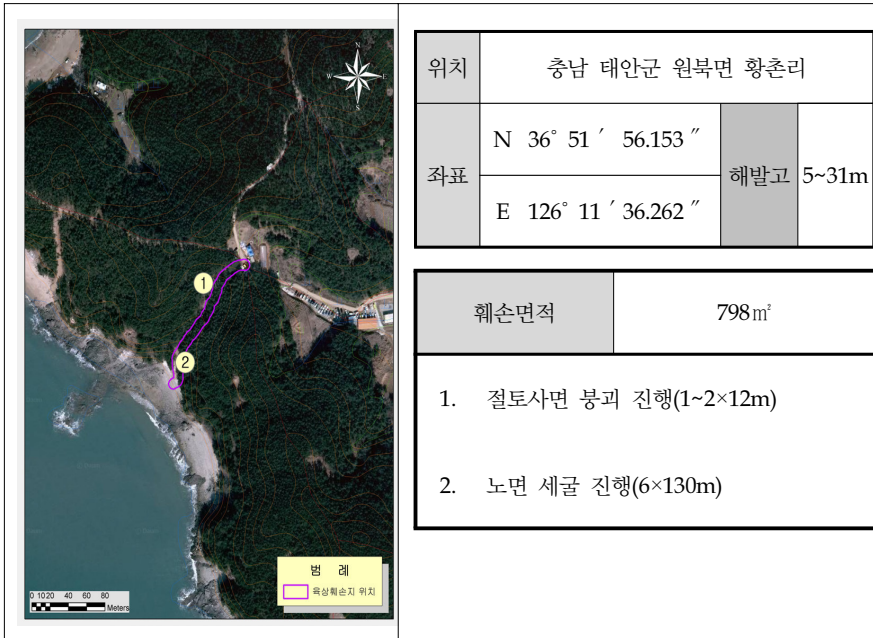 N
W
E
S
1
2
범 례
육상훼손지 위치
0 10 20 40 60 80
Meters
위치 충남 태안군 원북면 황촌리
좌표 N 36° 51 ′ 56.153 ″ 해발고 5~31m
E 126° 11 ′ 36.262 ″
훼손면적 798㎡
1. 절토사면 붕괴 진행(1~2×12m)
2. 노면 세굴 진행(6×130m)